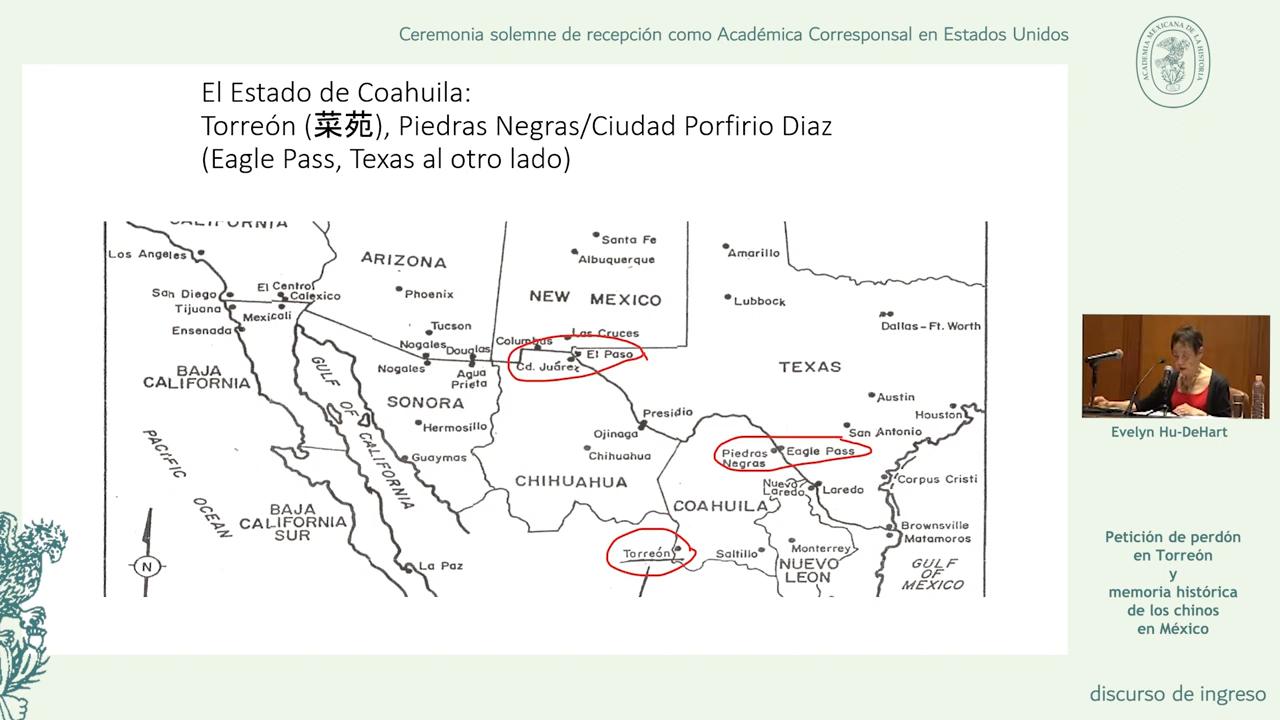 Ceremonia solemne de recepción como Académica Corresponsal en Estados Unidos
ACADEMIA MEXICANA DE LA HISTORIA
El Estado de Coahuila:
Torreón (菜苑), Piedras Negras/Ciudad Porfirio Diaz
(Eagle Pass, Texas al otro lado)
CALIFORNIA
Los Angeles
San Diego
Tijuana
Ensenada
El Centro
Calexico
Mexicali
BAJA
CALIFORNIA
ARIZONA
Phoenix
Tucson
Nogales
Douglas
Nogales
Agua
Prieta
SONORA
Hermosillo
Guaymas
GULF OF CALIFORNIA
PACIFIC OCEAN
BAJA
CALIFORNIA
SUR
La Paz
N
Santa Fe
Albuquerque
NEW MEXICO
Las Cruces
Columbus
El Paso
Cd. Juárez
Presidio
Ojinaga
Chihuahua
CHIHUAHUA
Amarillo
Lubbock
Dallas-Ft. Worth
TEXAS
Austin
Houston
San Antonio
Piedras
Negras
Eagle Pass
Corpus Cristi
Nuevo
Laredo
Laredo
COAHUILA
Brownsville
Matamoros
Torreón
Saltillo
Monterrey
NUEVO
LEON
GULF
OF
MEXICO
Evelyn Hu-DeHart
Petición de perdón
en Torreón
y
memoria histórica
de los chinos
en México
discurso de ingreso